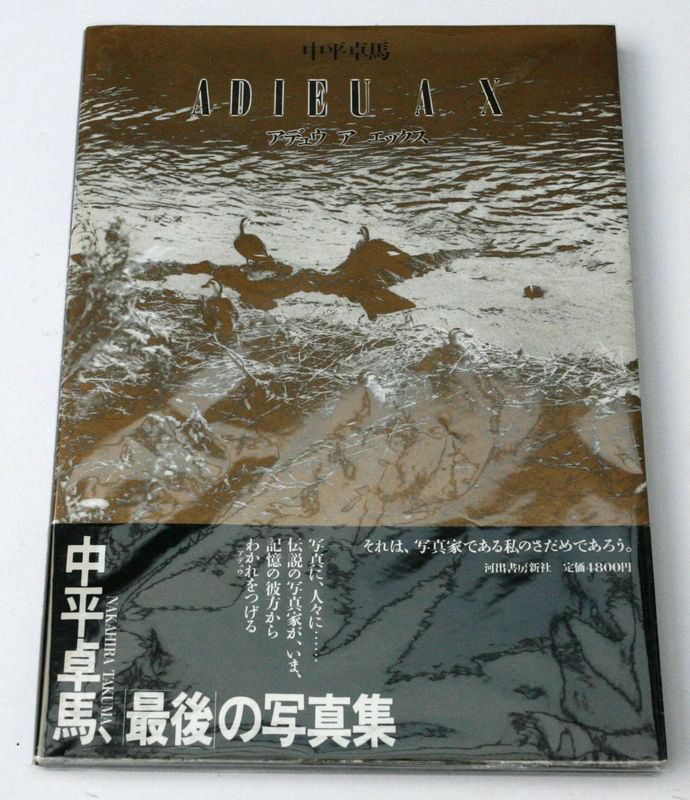 中平卓馬
ADIEU A X
アデュウ ア エックス
それは、写真家である私のさだめであろう。
河出書房新社 定価4800円
写真に、人々に……
伝説の写真家が、いま、
記憶の彼方から
わかれをつげる
アデュウ
中平卓馬、
NAKAHIRA TAKUMA
「最後」の写真集